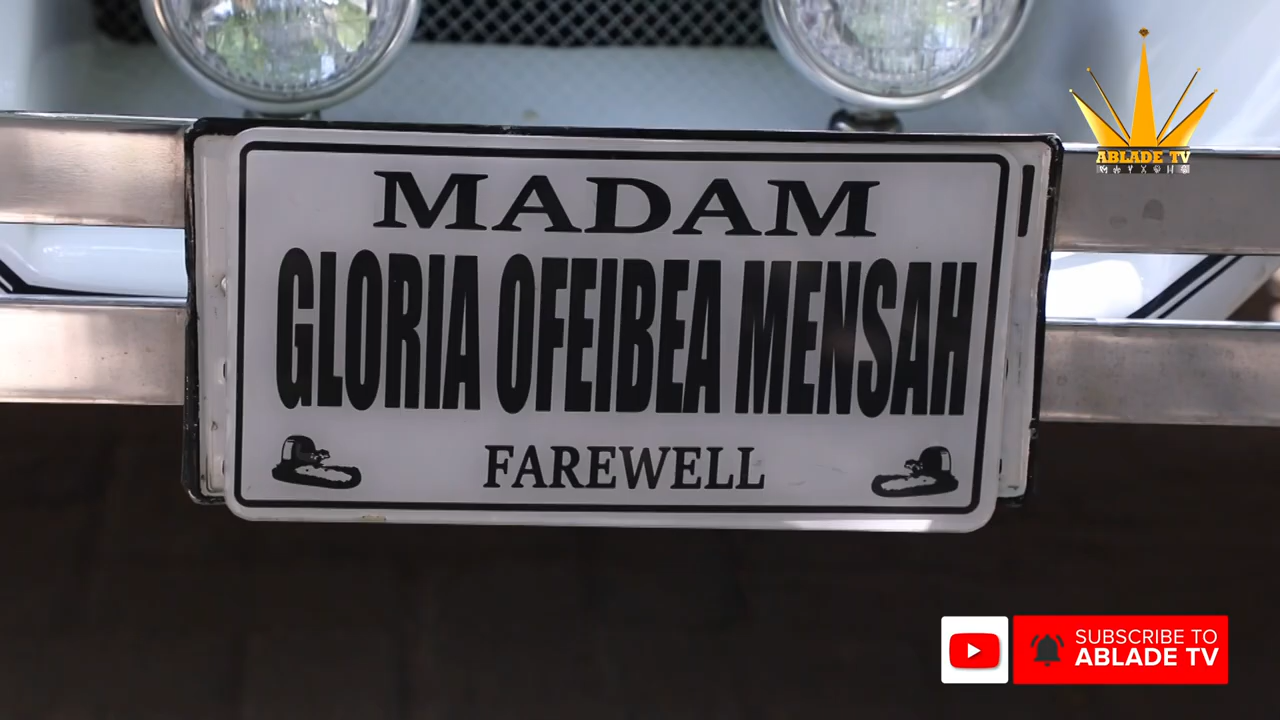 MADAM
GLORIA OFEIBEA MENSAH
FAREWELL
ABLADE TV
SUBSCRIBE TO
ABLADE TV